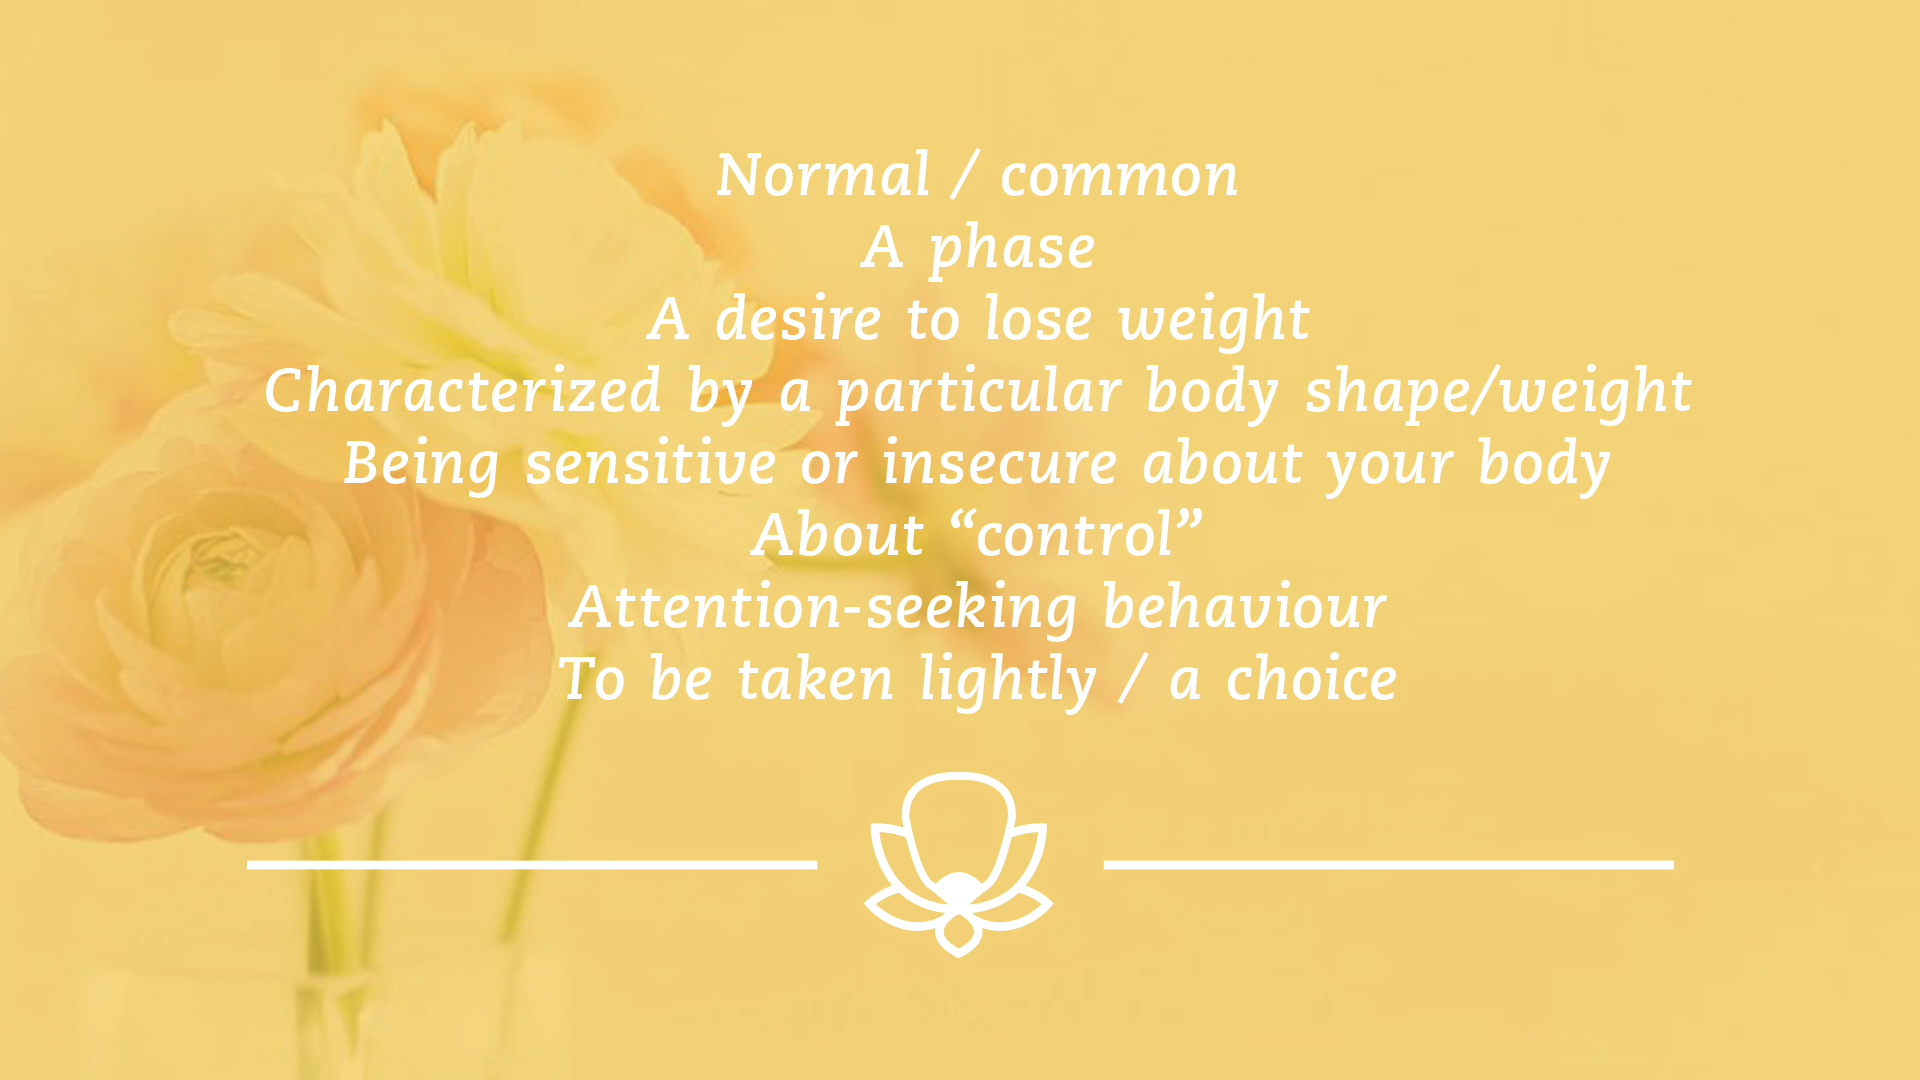 Normal / common
A phase
A desire to lose weight
Characterized by a particular body shape/weight
Being sensitive or insecure about your body
About “control”
Attention-seeking behaviour
To be taken lightly / a choice